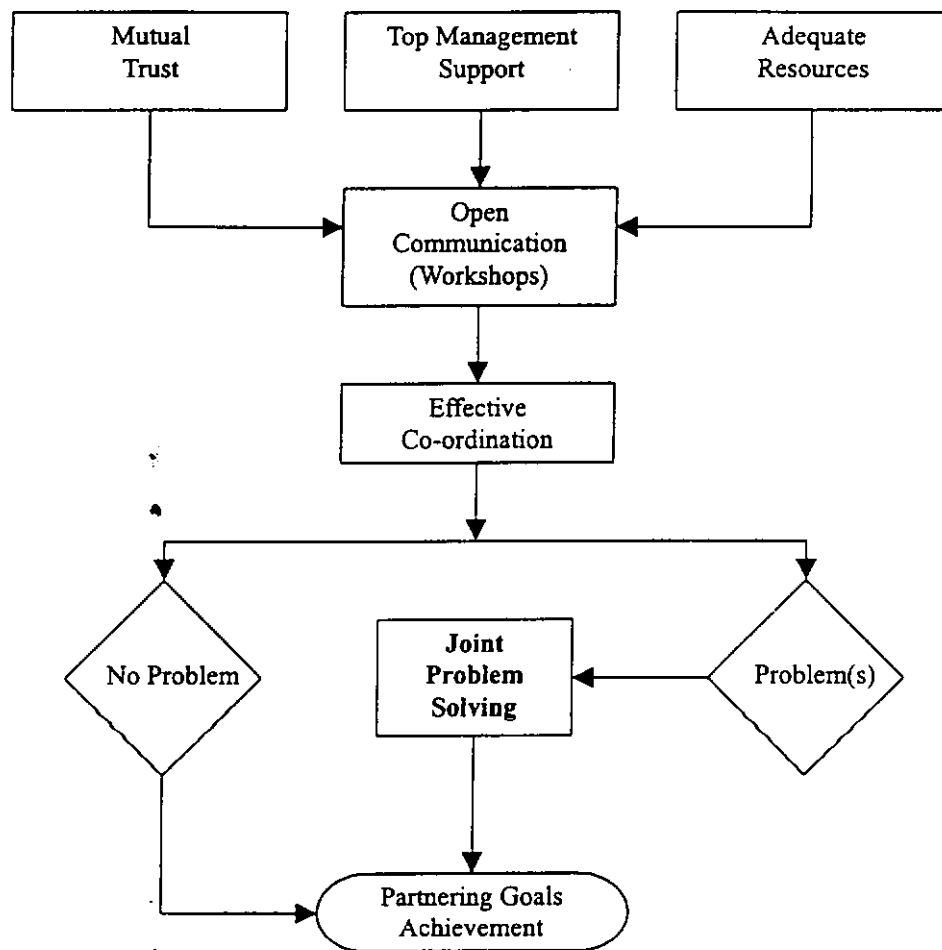 Mutual
Trust
Top Management
Support
Adequate
Resources
Open
Communication
(Workshops)
Effective
Co-ordination
No Problem
Joint
Problem
Solving
Problem(s)
Partnering Goals
Achievement